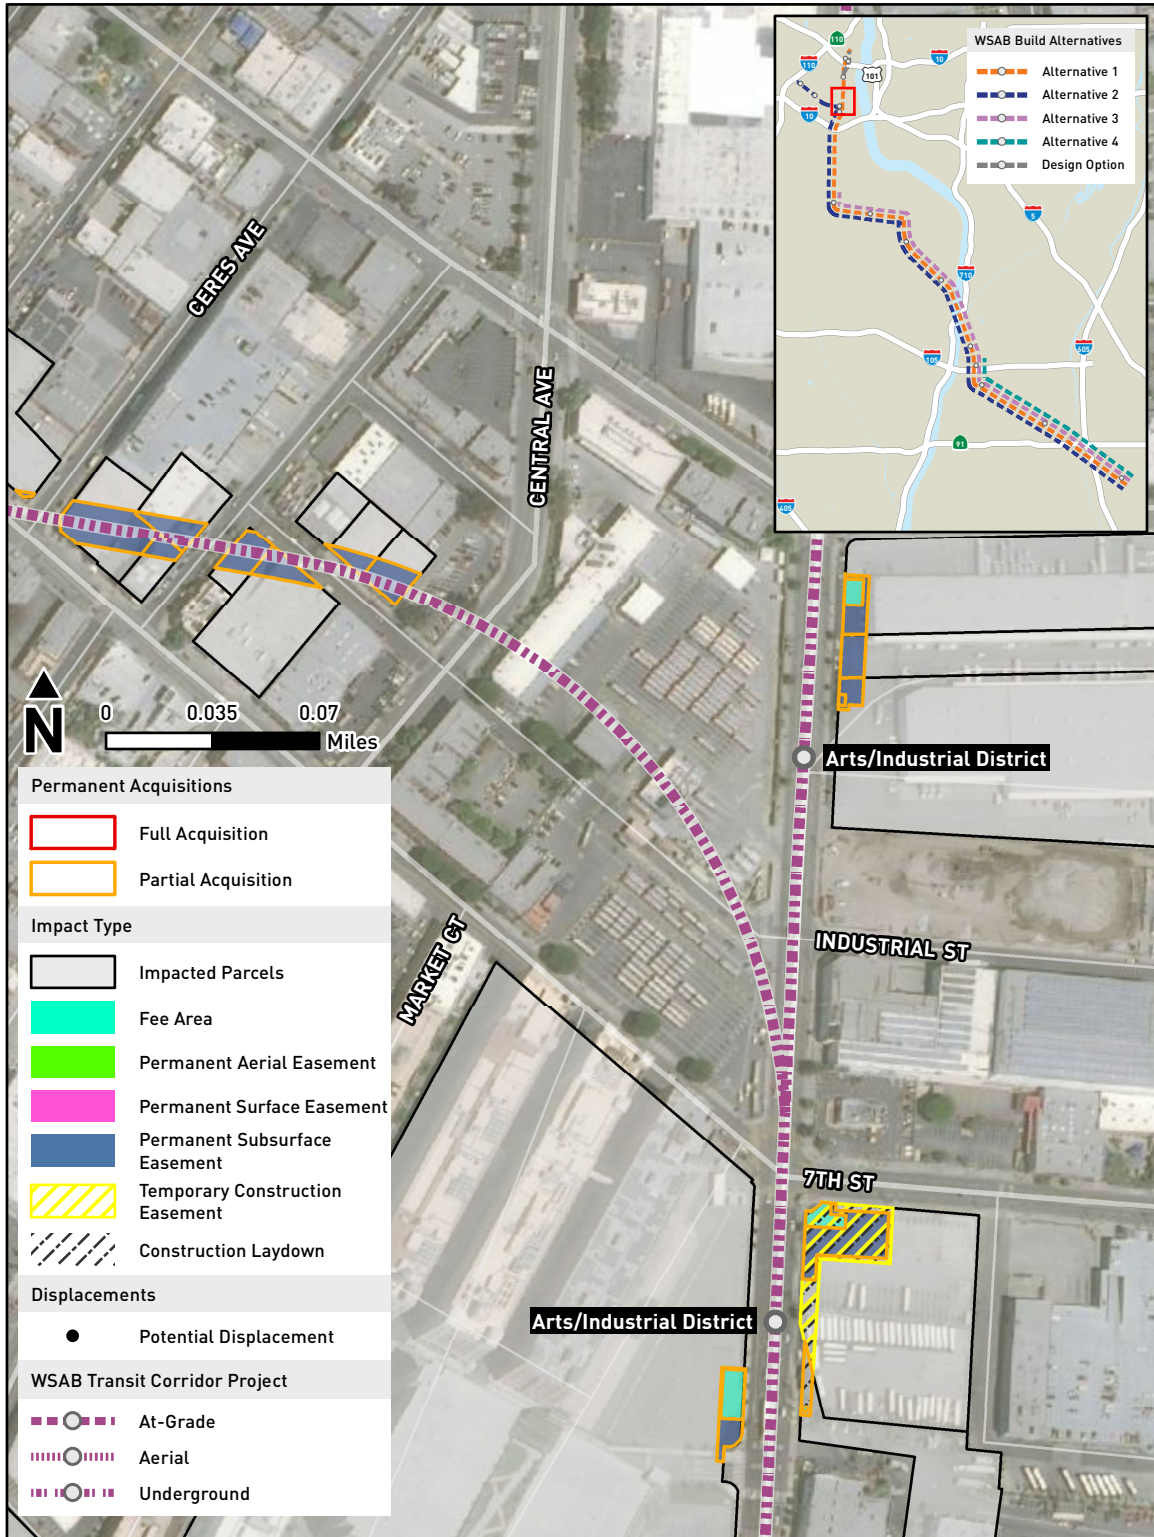 WSAB Build Alternatives
Alternative 1
Alternative 2
Alternative 3
Alternative 4
Design Option
110
110
10
101
10
5
710
105
605
91
405
CERES AVE
CENTRAL AVE
N
0 0.035 0.07
Miles
Arts/Industrial District
MARKET CT
INDUSTRIAL ST
7TH ST
Arts/Industrial District
Permanent Acquisitions
Full Acquisition
Partial Acquisition
Impact Type
Impacted Parcels
Fee Area
Permanent Aerial Easement
Permanent Surface Easement
Permanent Subsurface
Easement
Temporary Construction
Easement
Construction Laydown
Displacements
Potential Displacement
WSAB Transit Corridor Project
At-Grade
Aerial
Underground